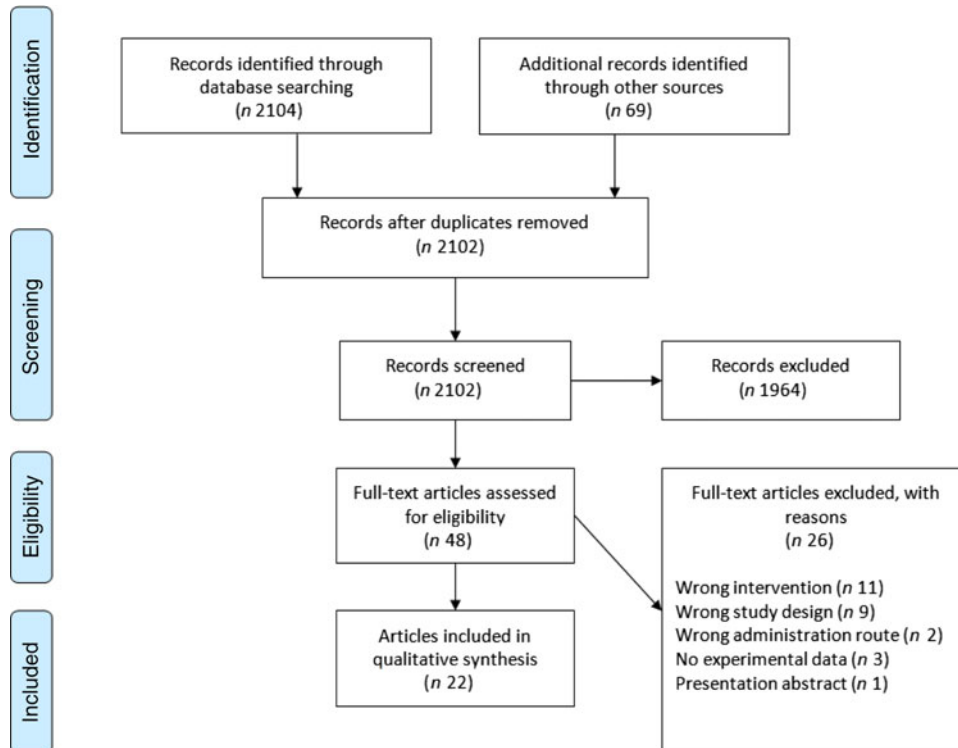 Identification
Records identified through
database searching
(n 2104)
Additional records identified
through other sources
(n 69)
Records after duplicates removed
(n 2102)
Screening
Records screened
(n 2102)
Records excluded
(n 1964)
Eligibility
Full-text articles assessed
for eligibility
(n 48)
Full-text articles excluded, with
reasons
(n 26)
Wrong intervention (n 11)
Wrong study design (n 9)
Wrong administration route (n 2)
No experimental data (n 3)
Presentation abstract (n 1)
Included
Articles included in
qualitative synthesis
(n 22)